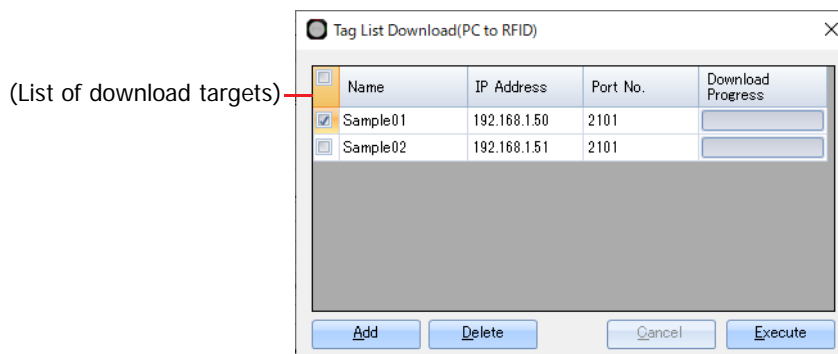 Tag List Download(PC to RFID)
(List of download targets)
Name IP Address Port No. Download Progress
Sample01 192.168.1.50 2101
Sample02 192.168.1.51 2101
Add Delete Cancel Execute